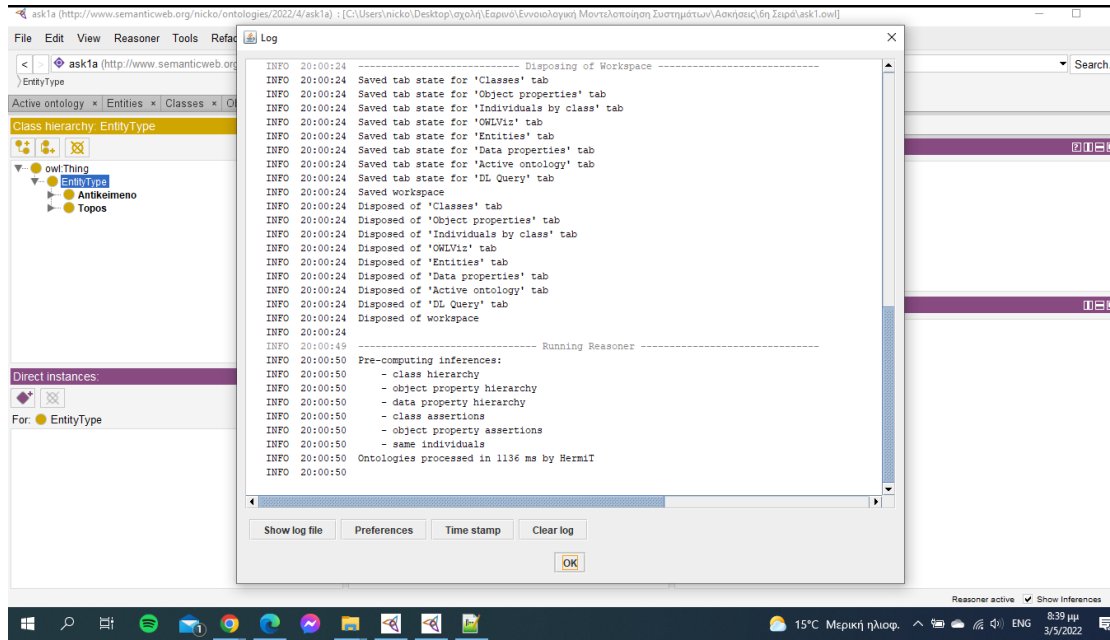 ask1a (http://www.semanticweb.org/nicko/ontologies/2022/4/ask1a) : [C:\Users\nicko\Desktop\σχολή\Εαρινό\Εννοιολογική Μοντελοποίηση Συστημάτων\Ασκήσεις\6η Σειρά\ask1.owl]
File Edit View Reasoner Tools Refac
Log
< > ask1a (http://www.semanticweb.org
Search.
EntityType
Active ontology × Entities × Classes ×
Class hierarchy: EntityType
owl:Thing
EntityType
Antikeimeno
Topos
Direct instances:
For: EntityType
INFO 20:00:24 --------------------------- Disposing of Workspace ---------------------------
INFO 20:00:24 Saved tab state for 'Classes' tab
INFO 20:00:24 Saved tab state for 'Object properties' tab
INFO 20:00:24 Saved tab state for 'Individuals by class' tab
INFO 20:00:24 Saved tab state for 'OWLViz' tab
INFO 20:00:24 Saved tab state for 'Entities' tab
INFO 20:00:24 Saved tab state for 'Data properties' tab
INFO 20:00:24 Saved tab state for 'Active ontology' tab
INFO 20:00:24 Saved tab state for 'DL Query' tab
INFO 20:00:24 Saved workspace
INFO 20:00:24 Disposed of 'Classes' tab
INFO 20:00:24 Disposed of 'Object properties' tab
INFO 20:00:24 Disposed of 'Individuals by class' tab
INFO 20:00:24 Disposed of 'OWLViz' tab
INFO 20:00:24 Disposed of 'Entities' tab
INFO 20:00:24 Disposed of 'Data properties' tab
INFO 20:00:24 Disposed of 'Active ontology' tab
INFO 20:00:24 Disposed of 'DL Query' tab
INFO 20:00:24 Disposed of workspace
INFO 20:00:24
INFO 20:00:49 ------------------------------ Running Reasoner ------------------------------
INFO 20:00:50 Pre-computing inferences:
INFO 20:00:50 - class hierarchy
INFO 20:00:50 - object property hierarchy
INFO 20:00:50 - data property hierarchy
INFO 20:00:50 - class assertions
INFO 20:00:50 - object property assertions
INFO 20:00:50 - same individuals
INFO 20:00:50 Ontologies processed in 1136 ms by HermiT
INFO 20:00:50
Show log file Preferences Time stamp Clear log
OK
Reasoner active Show Inferences
15°C Μερική ηλιοφ. ENG 8:39 μμ
3/5/2022